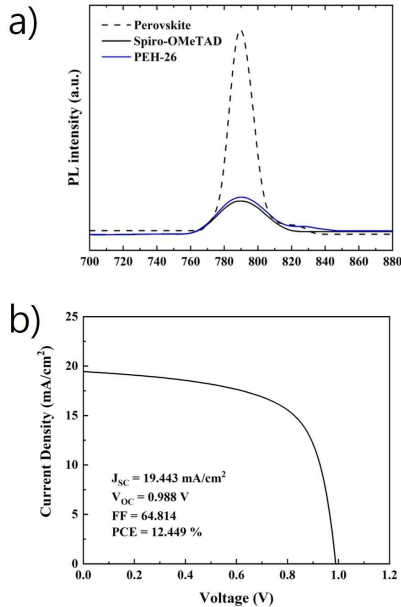 a)
Perovskite
Spiro-OMeTAD
PEH-26
PL intensity (a.u.)
700 720 740 760 780 800 820 840 860 880
b)
25
20
15
10
5
0
Current Density (mA/cm²)
J_SC = 19.443 mA/cm²
V_OC = 0.988 V
FF = 64.814
PCE = 12.449 %
0.0 0.2 0.4 0.6 0.8 1.0 1.2
Voltage (V)